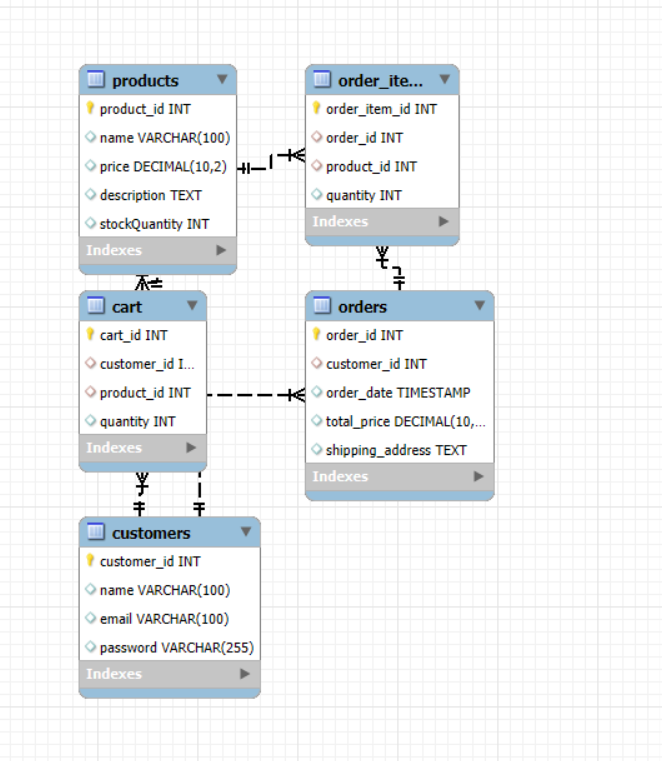 products
product_id INT
name VARCHAR(100)
price DECIMAL(10,2)
description TEXT
stockQuantity INT
Indexes
order_ite...
order_item_id INT
order_id INT
product_id INT
quantity INT
Indexes
cart
cart_id INT
customer_id I...
product_id INT
quantity INT
Indexes
orders
order_id INT
customer_id INT
order_date TIMESTAMP
total_price DECIMAL(10,...
shipping_address TEXT
Indexes
customers
customer_id INT
name VARCHAR(100)
email VARCHAR(100)
password VARCHAR(255)
Indexes